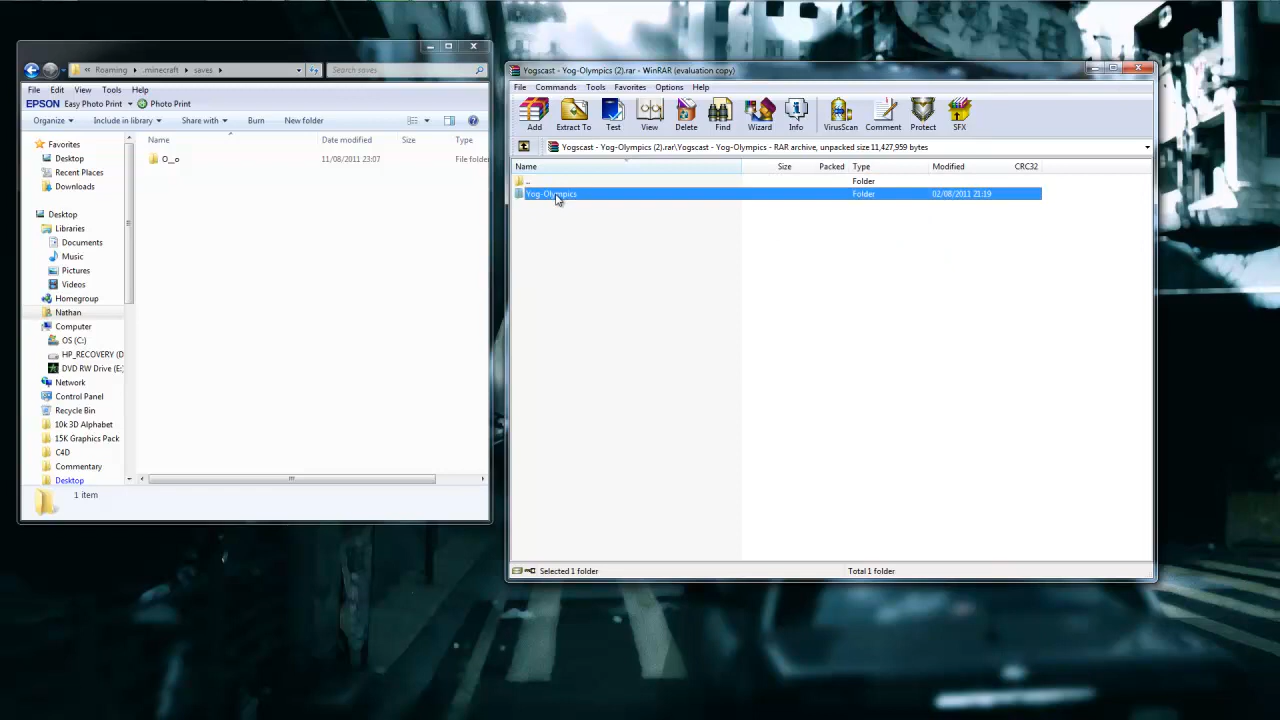 « Roaming ▸ .minecraft ▸ saves ▸
Search saves
File Edit View Tools Help
EPSON Easy Photo Print Photo Print
Organize Include in library Share with Burn New folder
Name Date modified Size Type
O__o 11/08/2011 23:07 File folder
Favorites
Desktop
Recent Places
Downloads
Desktop
Libraries
Documents
Music
Pictures
Videos
Homegroup
Nathan
Computer
OS (C:)
HP_RECOVERY (D
DVD RW Drive (E:)
Network
Control Panel
Recycle Bin
10k 3D Alphabet
15K Graphics Pack
C4D
Commentary
Desktop
1 item
Yogscast - Yog-Olympics (2).rar - WinRAR (evaluation copy)
File Commands Tools Favorites Options Help
Add Extract To Test View Delete Find Wizard Info VirusScan Comment Protect SFX
Yogscast - Yog-Olympics (2).rar\Yogscast - Yog-Olympics - RAR archive, unpacked size 11,427,959 bytes
Name Size Packed Type Modified CRC32
.. Folder
Yog-Olympics Folder 02/08/2011 21:19
Selected 1 folder
Total 1 folder